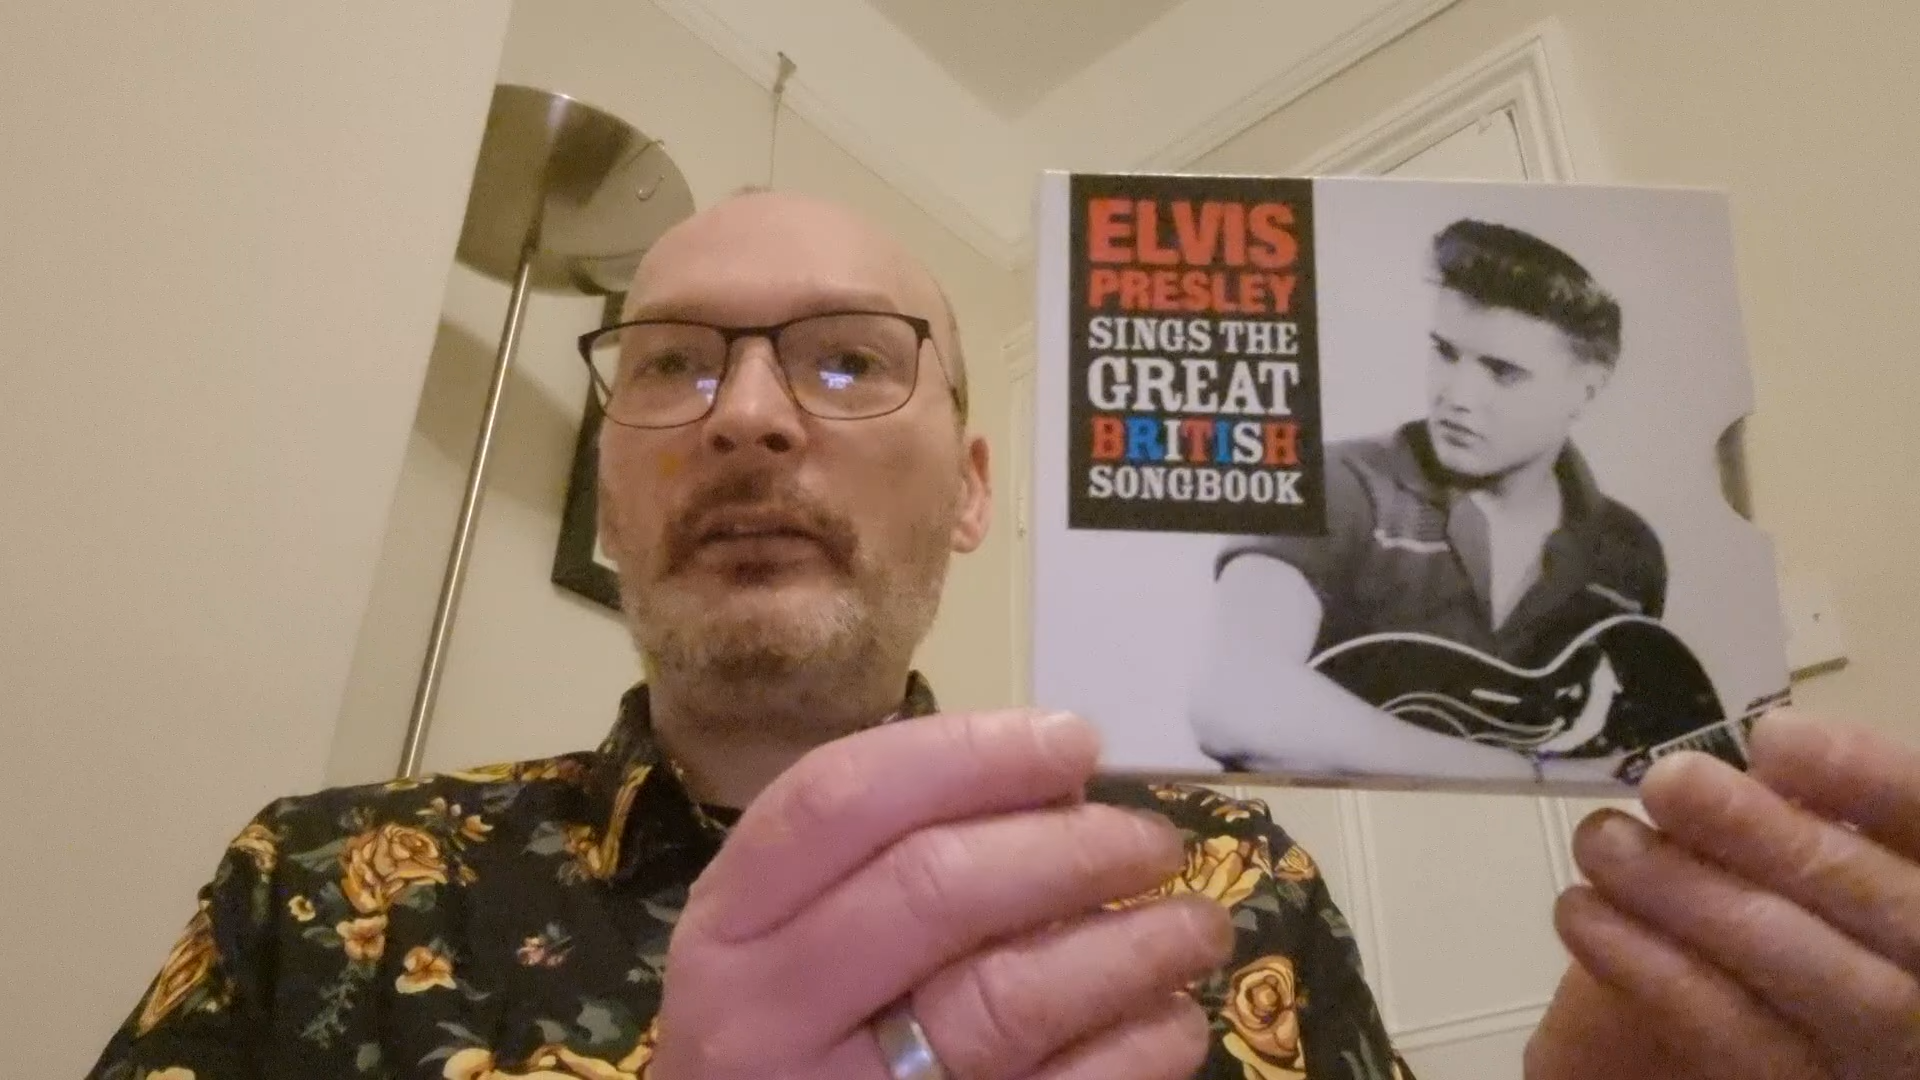 ELVIS
PRESLEY
SINGS THE
GREAT
BRITISH
SONGBOOK